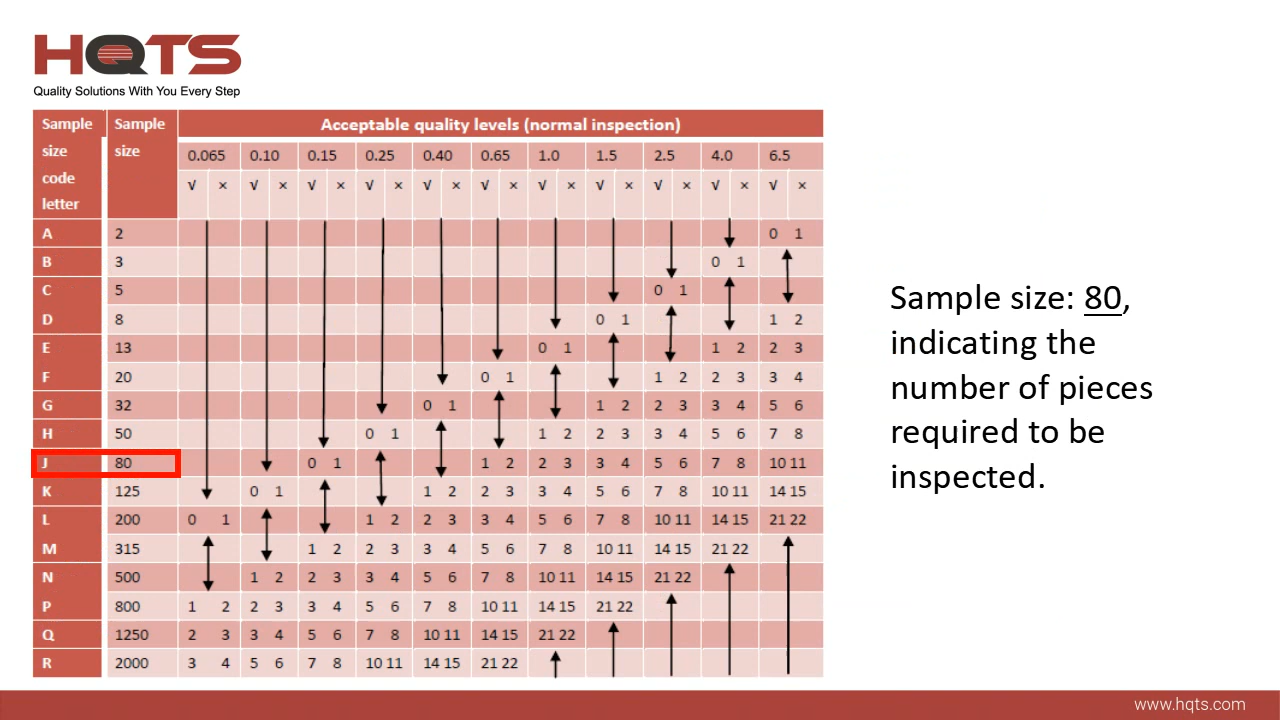 HQTS
Quality Solutions With You Every Step
Sample size code letter Sample size Acceptable quality levels (normal inspection)
0.065 0.10 0.15 0.25 0.40 0.65 1.0 1.5 2.5 4.0 6.5
√ × √ × √ × √ × √ × √ × √ × √ × √ × √ × √ ×
A 2 0 1
B 3 0 1
C 5 0 1
D 8 0 1 1 2
E 13 0 1 1 2 2 3
F 20 0 1 1 2 2 3 3 4
G 32 0 1 1 2 2 3 3 4 5 6
H 50 0 1 1 2 2 3 3 4 5 6 7 8
J 80 0 1 1 2 2 3 3 4 5 6 7 8 10 11
K 125 0 1 1 2 2 3 3 4 5 6 7 8 10 11 14 15
L 200 0 1 1 2 2 3 3 4 5 6 7 8 10 11 14 15 21 22
M 315 1 2 2 3 3 4 5 6 7 8 10 11 14 15 21 22
N 500 1 2 2 3 3 4 5 6 7 8 10 11 14 15 21 22
P 800 1 2 2 3 3 4 5 6 7 8 10 11 14 15 21 22
Q 1250 2 3 3 4 5 6 7 8 10 11 14 15 21 22
R 2000 3 4 5 6 7 8 10 11 14 15 21 22
Sample size: 80,
indicating the
number of pieces
required to be
inspected.
www.hqts.com